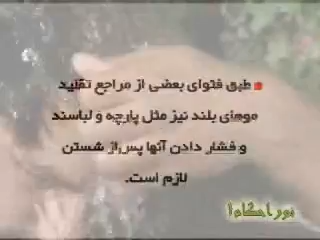 طبق فتوای بعضی از مراجع تقلید
موهای بلند نیز مثل پارچه و لباسند
و فشار دادن آنها پس‌از شستن
لازم است.
نور احکام ۱